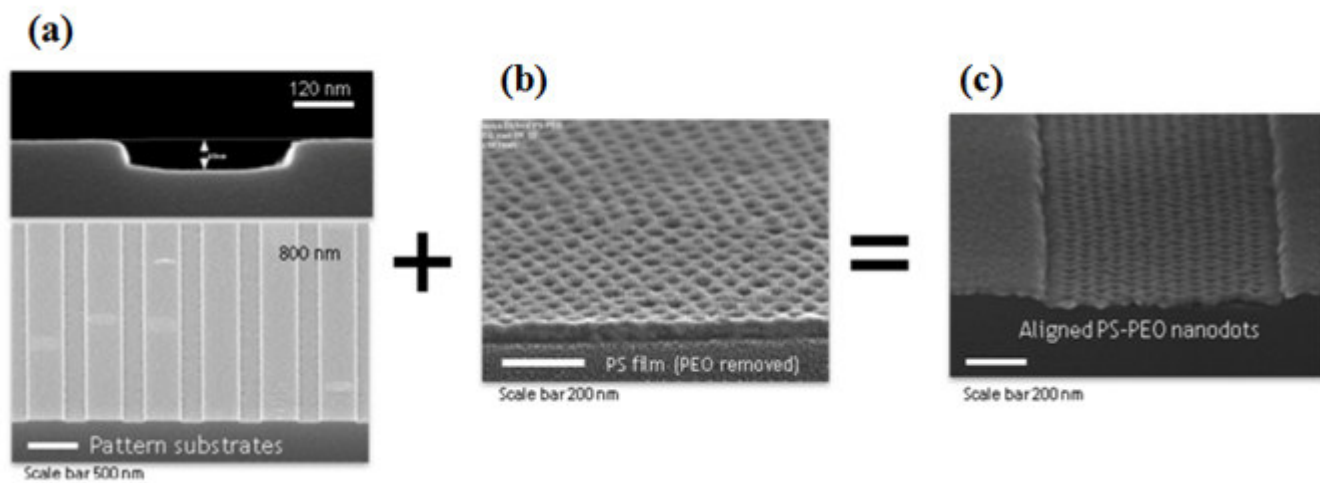 (a)
120 nm
800 nm
Pattern substrates
Scale bar 500 nm
(b)
PS film (PEO removed)
Scale bar 200 nm
(c)
Aligned PS-PEO nanodots
Scale bar 200 nm